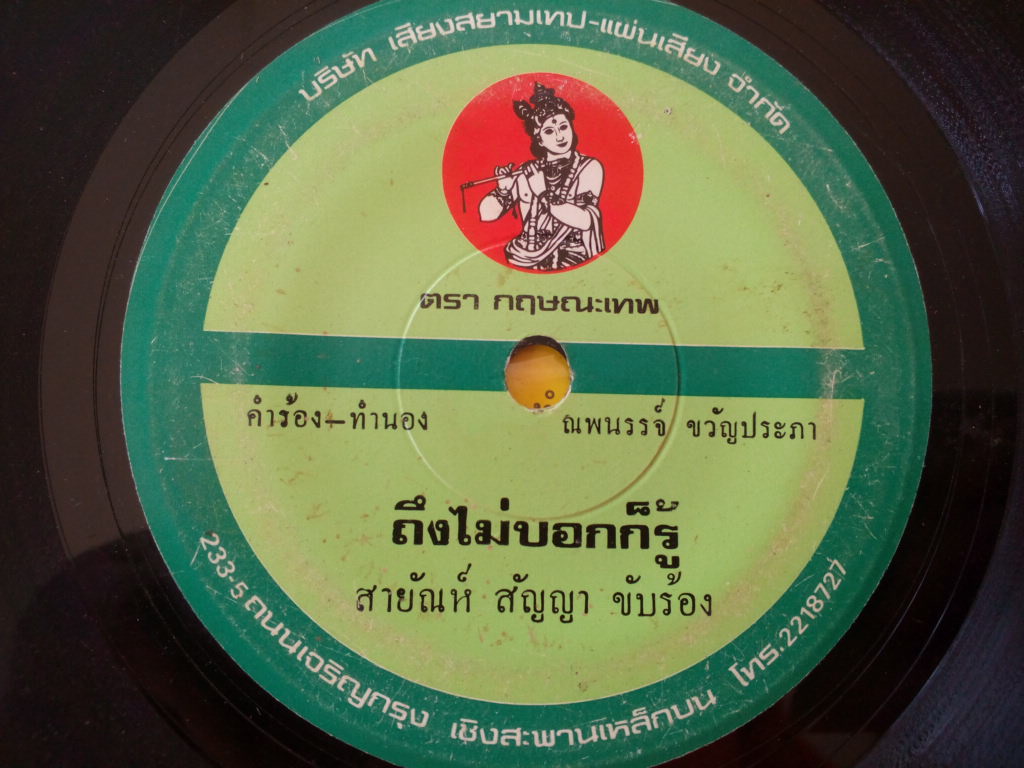 บริษัท เสียงสยามเทป-แผ่นเสียง จำกัด
ตรา กฤษณะเทพ
คำร้อง-ทำนอง ณพนรรจ์ ขวัญประภา
ถึงไม่บอกก็รู้
สายัณห์ สัญญา ขับร้อง
233-5 ถนนเจริญกรุง เชิงสะพานเหล็กบน โทร.2218727